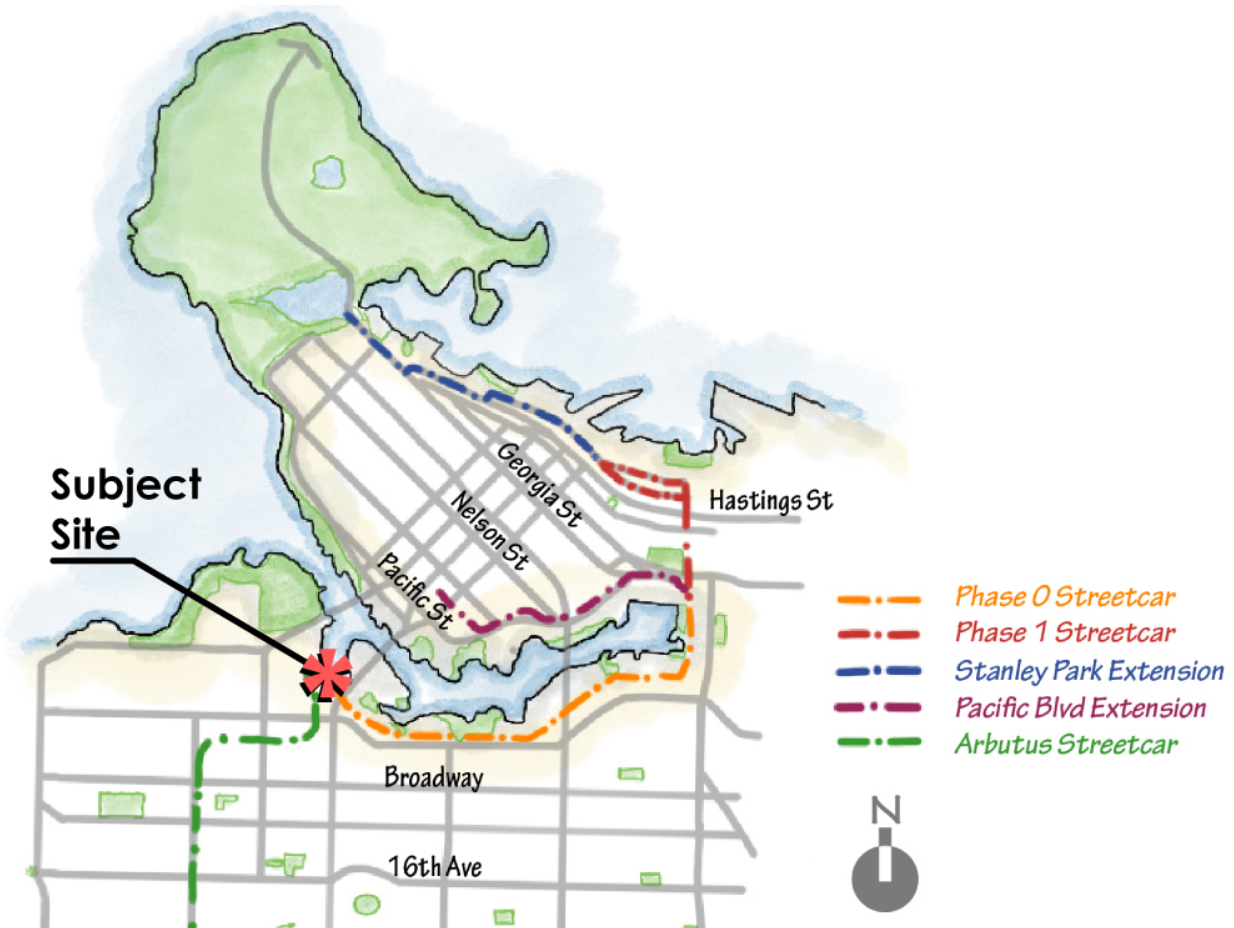 Subject
Site
Georgia St
Nelson St
Pacific St
Hastings St
Broadway
16th Ave
Phase 0 Streetcar
Phase 1 Streetcar
Stanley Park Extension
Pacific Blvd Extension
Arbutus Streetcar
N